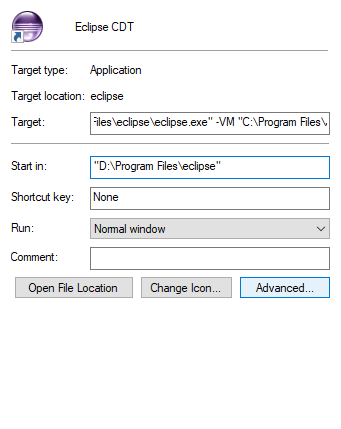 Eclipse CDT
Target type: Application
Target location: eclipse
Target: Files\eclipse\eclipse.exe" -VM "C:\Program Files\
Start in: "D:\Program Files\eclipse"
Shortcut key: None
Run: Normal window
Comment:
Open File Location Change Icon... Advanced...